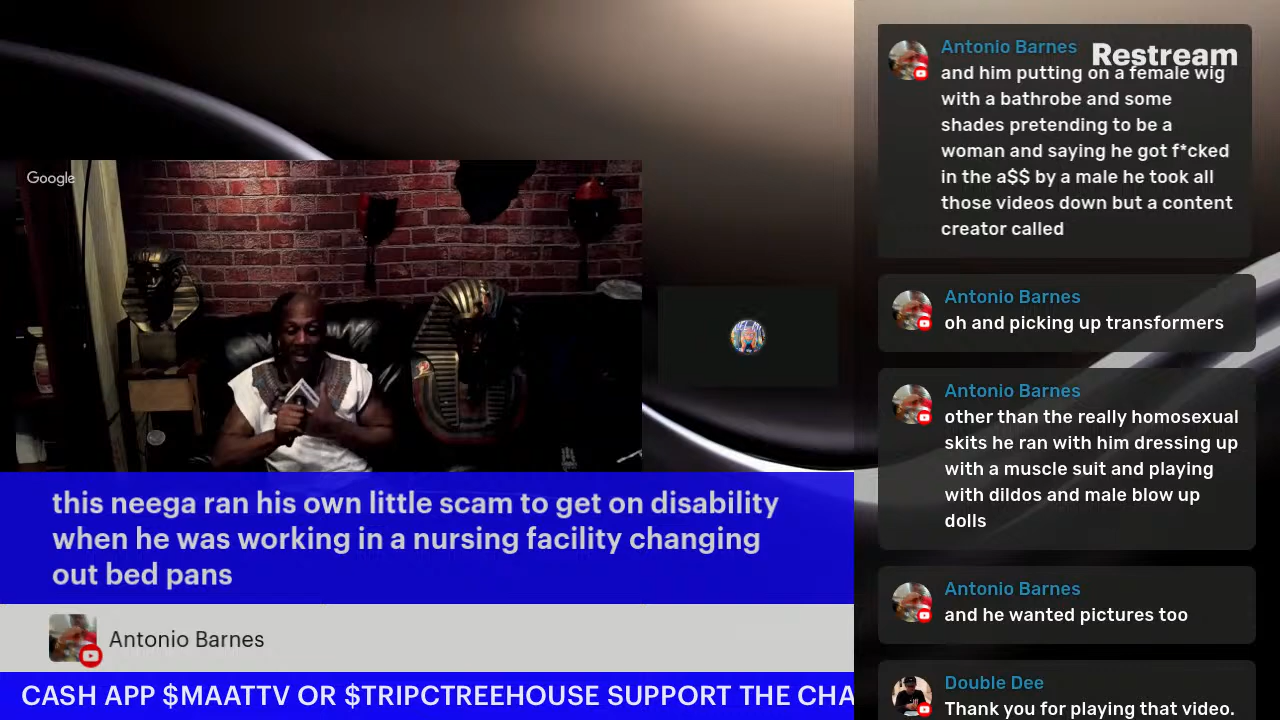 Google
this neega ran his own little scam to get on disability
when he was working in a nursing facility changing
out bed pans
Antonio Barnes
CASH APP $MAATTV OR $TRIPCTREEHOUSE SUPPORT THE CHA
Restream
Antonio Barnes
and him putting on a female wig
with a bathrobe and some
shades pretending to be a
woman and saying he got f*cked
in the a$$ by a male he took all
those videos down but a content
creator called
Antonio Barnes
oh and picking up transformers
Antonio Barnes
other than the really homosexual
skits he ran with him dressing up
with a muscle suit and playing
with dildos and male blow up
dolls
Antonio Barnes
and he wanted pictures too
Double Dee
Thank you for playing that video.